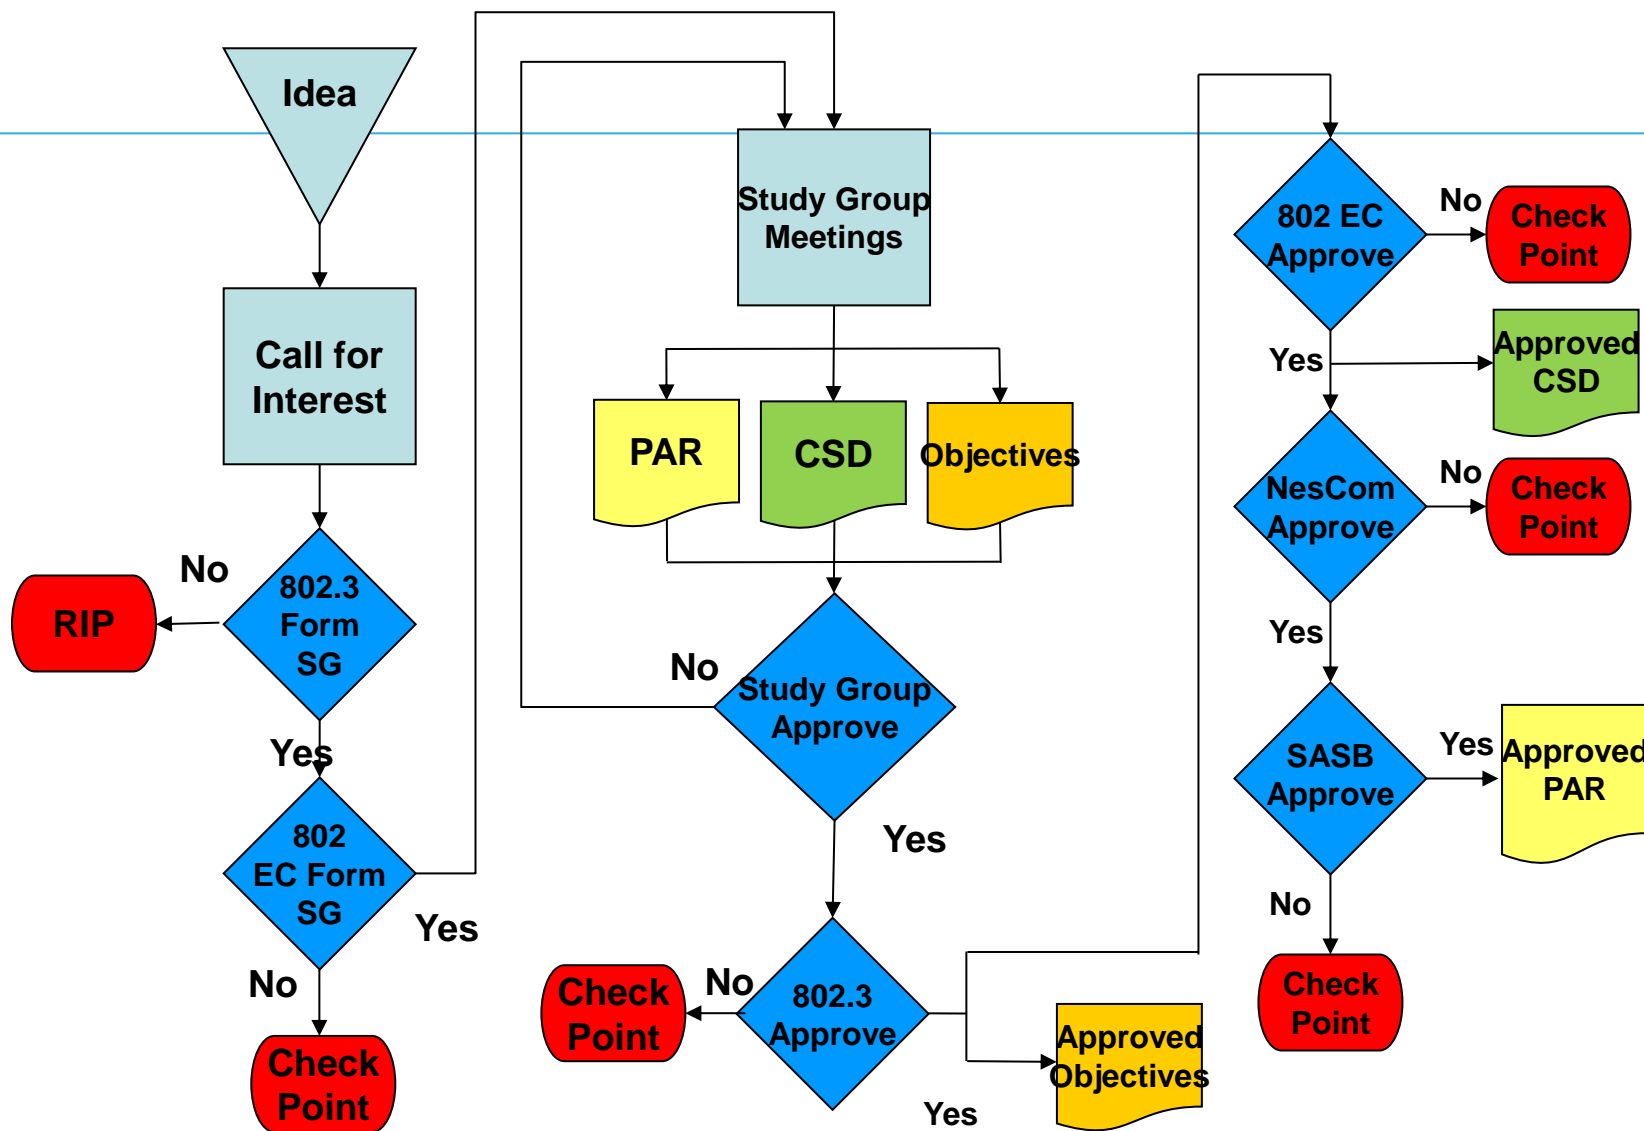 Idea
Call for
Interest
No
802.3
Form
SG
RIP
Yes
802
EC Form
SG
Yes
No
Check
Point
Study Group
Meetings
PAR
CSD
Objectives
No
Study Group
Approve
Yes
No
802.3
Approve
Check
Point
Approved
Objectives
Yes
802 EC
Approve
No
Check
Point
Yes
Approved
CSD
NesCom
Approve
No
Check
Point
Yes
SASB
Approve
Yes
Approved
PAR
No
Check
Point